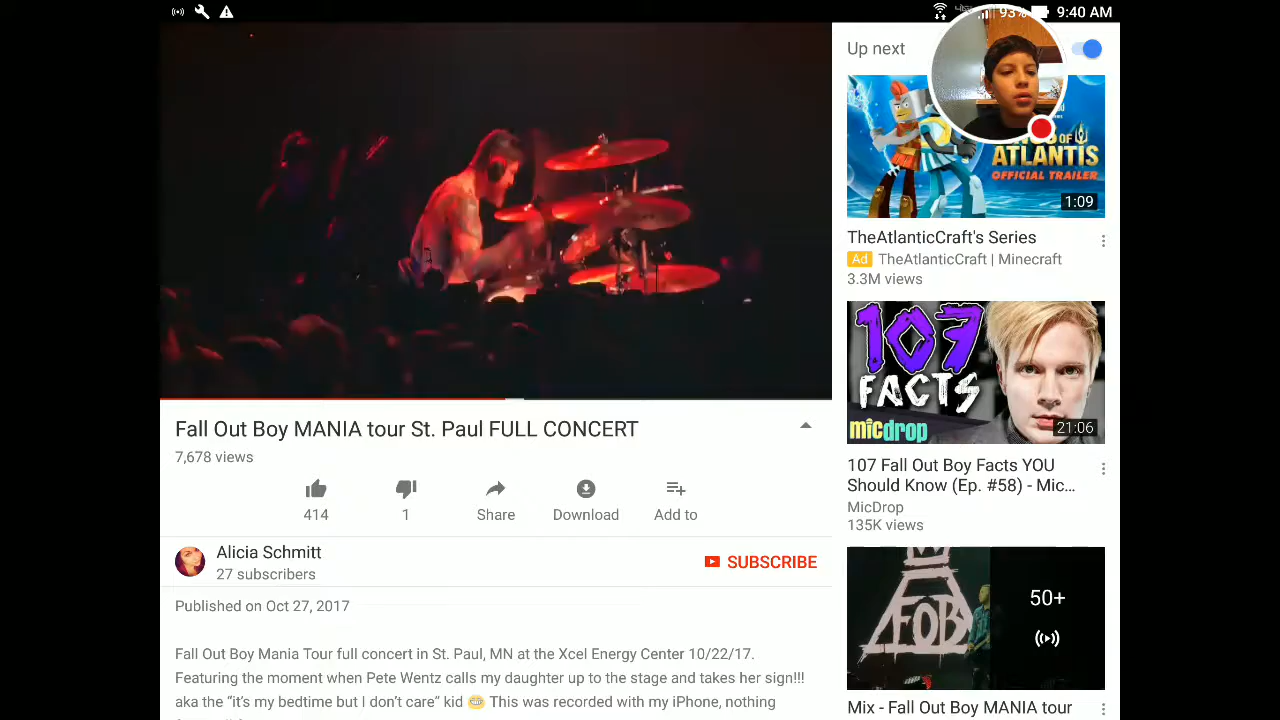 93%
9:40 AM
Up next
OF
ATLANTIS
OFFICIAL TRAILER
1:09
TheAtlanticCraft's Series
Ad TheAtlanticCraft | Minecraft
3.3M views
107
FACTS
micdrop
21:06
107 Fall Out Boy Facts YOU
Should Know (Ep. #58) - Mic...
MicDrop
135K views
FOB
50+
Mix - Fall Out Boy MANIA tour
Fall Out Boy MANIA tour St. Paul FULL CONCERT
7,678 views
414
1
Share
Download
Add to
Alicia Schmitt
27 subscribers
SUBSCRIBE
Published on Oct 27, 2017
Fall Out Boy Mania Tour full concert in St. Paul, MN at the Xcel Energy Center 10/22/17.
Featuring the moment when Pete Wentz calls my daughter up to the stage and takes her sign!!!
aka the “it's my bedtime but I don't care” kid 😁 This was recorded with my iPhone, nothing